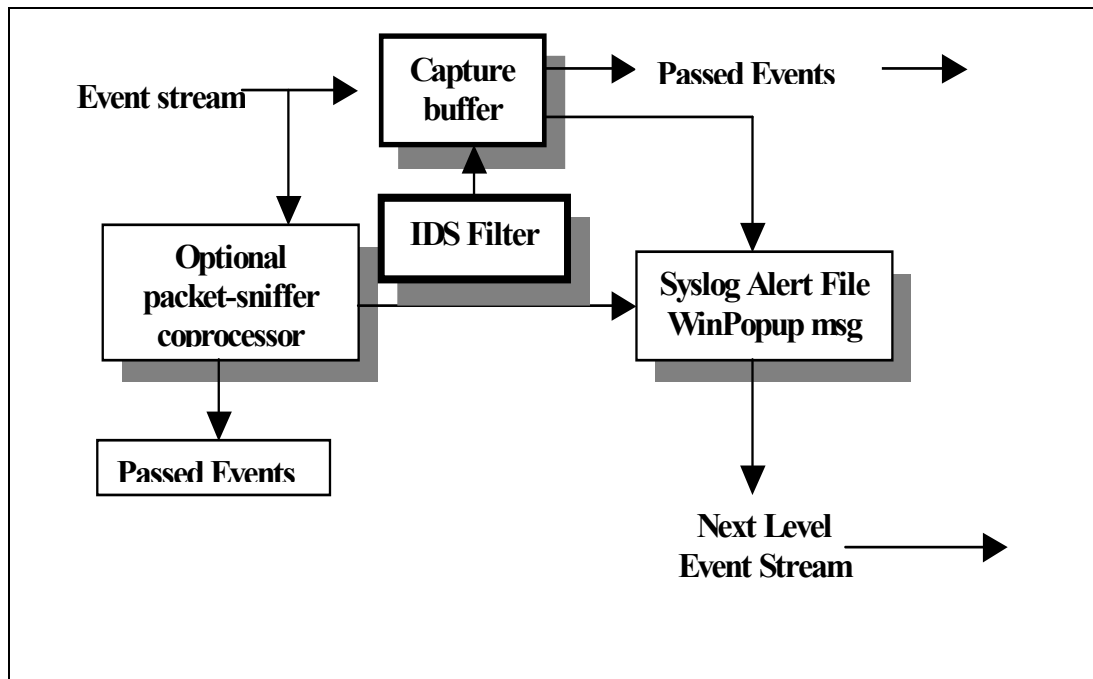 Event stream
Capture
buffer
Passed Events
IDS Filter
Optional
packet-sniffer
coprocessor
Syslog Alert File
WinPopup msg
Passed Events
Next Level
Event Stream